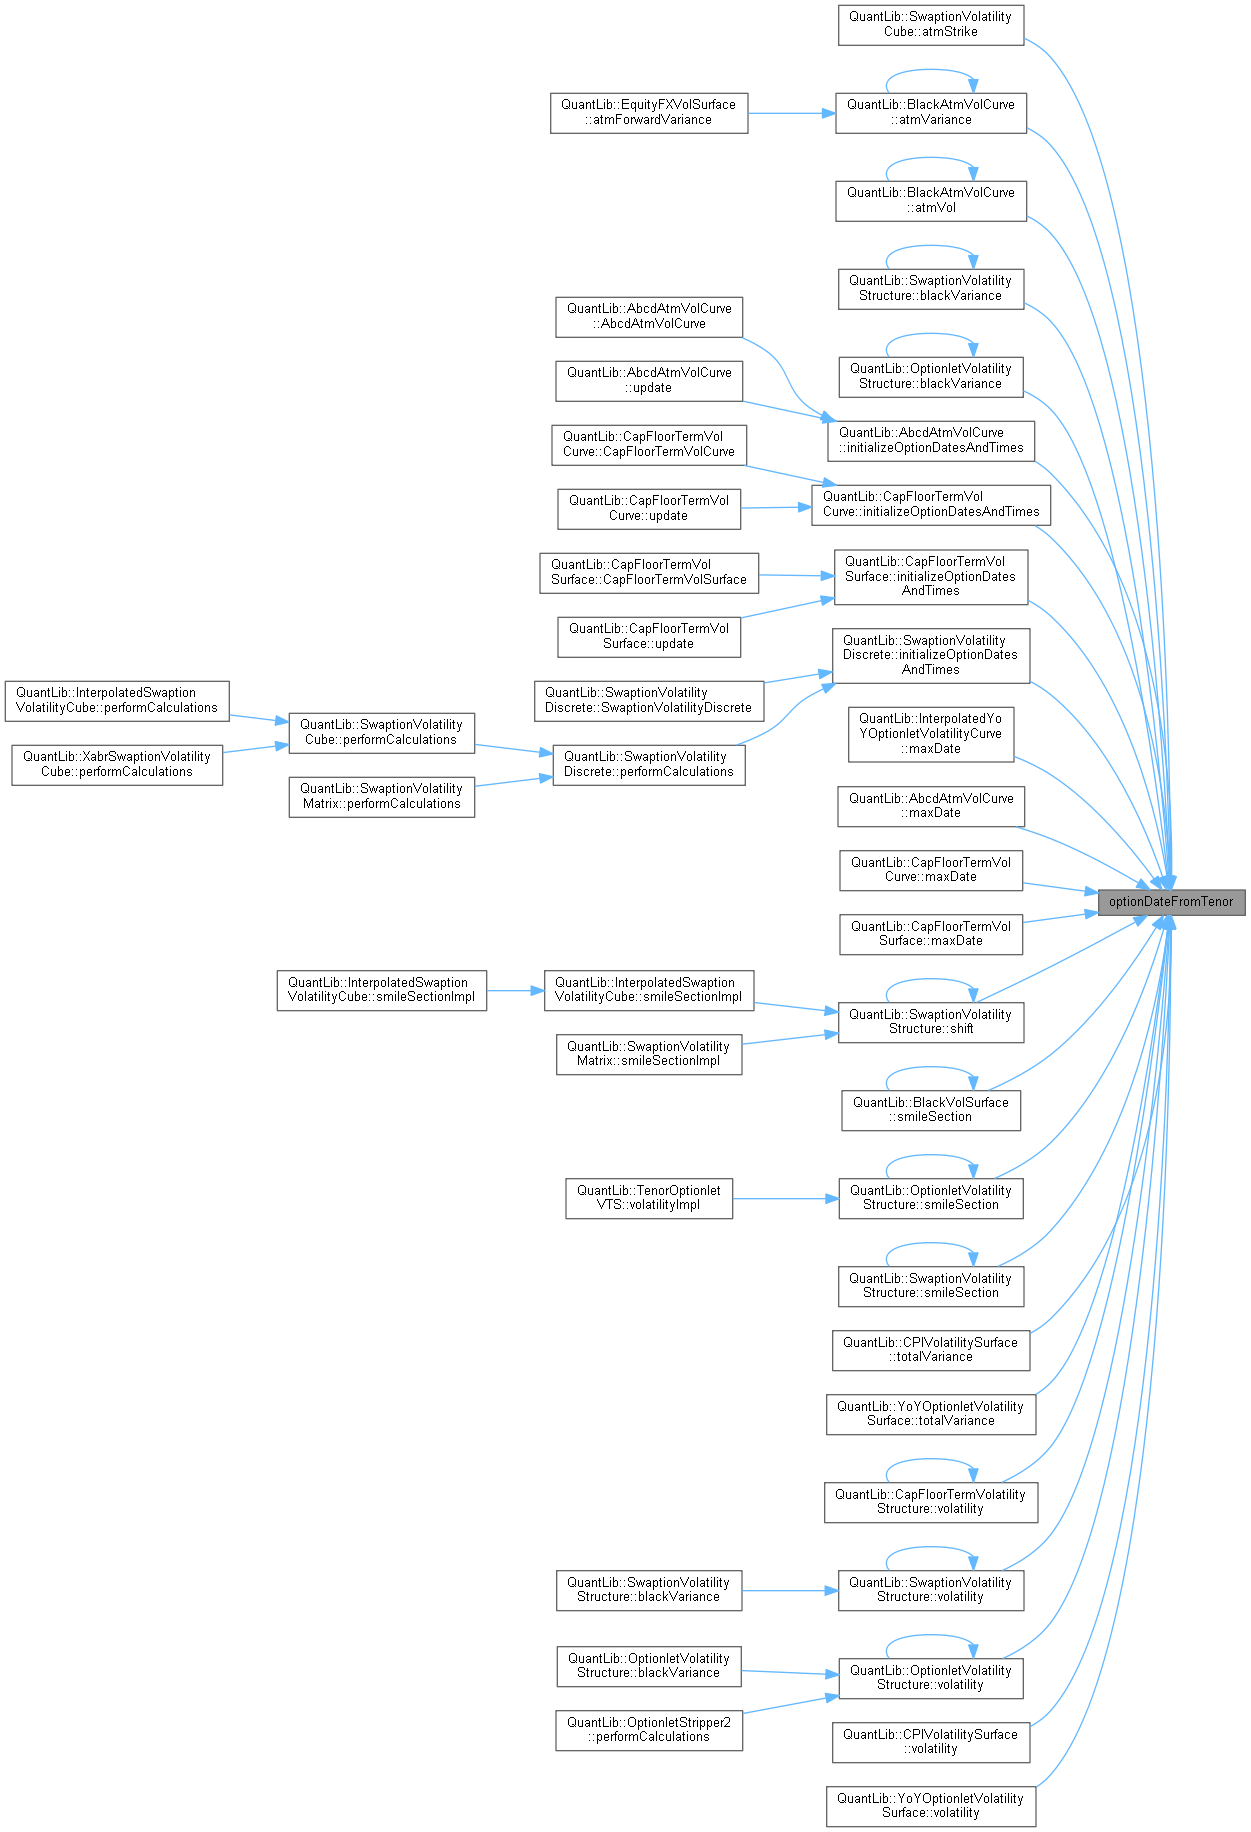 QuantLib::SwaptionVolatility
Cube::atmStrike
QuantLib::EquityFXVolSurface
::atmForwardVariance
QuantLib::BlackAtmVolCurve
::atmVariance
QuantLib::BlackAtmVolCurve
::atmVol
QuantLib::SwaptionVolatility
Structure::blackVariance
QuantLib::AbcdAtmVolCurve
::AbcdAtmVolCurve
QuantLib::OptionletVolatility
Structure::blackVariance
QuantLib::AbcdAtmVolCurve
::update
QuantLib::AbcdAtmVolCurve
::initializeOptionDatesAndTimes
QuantLib::CapFloorTermVol
Curve::CapFloorTermVolCurve
QuantLib::CapFloorTermVol
Curve::update
QuantLib::CapFloorTermVol
Curve::initializeOptionDatesAndTimes
QuantLib::CapFloorTermVol
Surface::CapFloorTermVolSurface
QuantLib::CapFloorTermVol
Surface::initializeOptionDates
AndTimes
QuantLib::CapFloorTermVol
Surface::update
QuantLib::SwaptionVolatility
Discrete::initializeOptionDates
AndTimes
QuantLib::InterpolatedSwaption
VolatilityCube::performCalculations
QuantLib::SwaptionVolatility
Discrete::SwaptionVolatilityDiscrete
QuantLib::SwaptionVolatility
Cube::performCalculations
QuantLib::InterpolatedYo
YOptionletVolatilityCurve
::maxDate
QuantLib::XabrSwaptionVolatility
Cube::performCalculations
QuantLib::SwaptionVolatility
Discrete::performCalculations
QuantLib::SwaptionVolatility
Matrix::performCalculations
QuantLib::AbcdAtmVolCurve
::maxDate
QuantLib::CapFloorTermVol
Curve::maxDate
optionDateFromTenor
QuantLib::CapFloorTermVol
Surface::maxDate
QuantLib::InterpolatedSwaption
VolatilityCube::smileSectionImpl
QuantLib::InterpolatedSwaption
VolatilityCube::smileSectionImpl
QuantLib::SwaptionVolatility
Structure::shift
QuantLib::SwaptionVolatility
Matrix::smileSectionImpl
QuantLib::BlackVolSurface
::smileSection
QuantLib::TenorOptionlet
VTS::volatilityImpl
QuantLib::OptionletVolatility
Structure::smileSection
QuantLib::SwaptionVolatility
Structure::smileSection
QuantLib::CPIVolatilitySurface
::totalVariance
QuantLib::YoYOptionletVolatility
Surface::totalVariance
QuantLib::CapFloorTermVolatility
Structure::volatility
QuantLib::SwaptionVolatility
Structure::blackVariance
QuantLib::SwaptionVolatility
Structure::volatility
QuantLib::OptionletVolatility
Structure::blackVariance
QuantLib::OptionletVolatility
Structure::volatility
QuantLib::OptionletStripper2
::performCalculations
QuantLib::CPIVolatilitySurface
::volatility
QuantLib::YoYOptionletVolatility
Surface::volatility